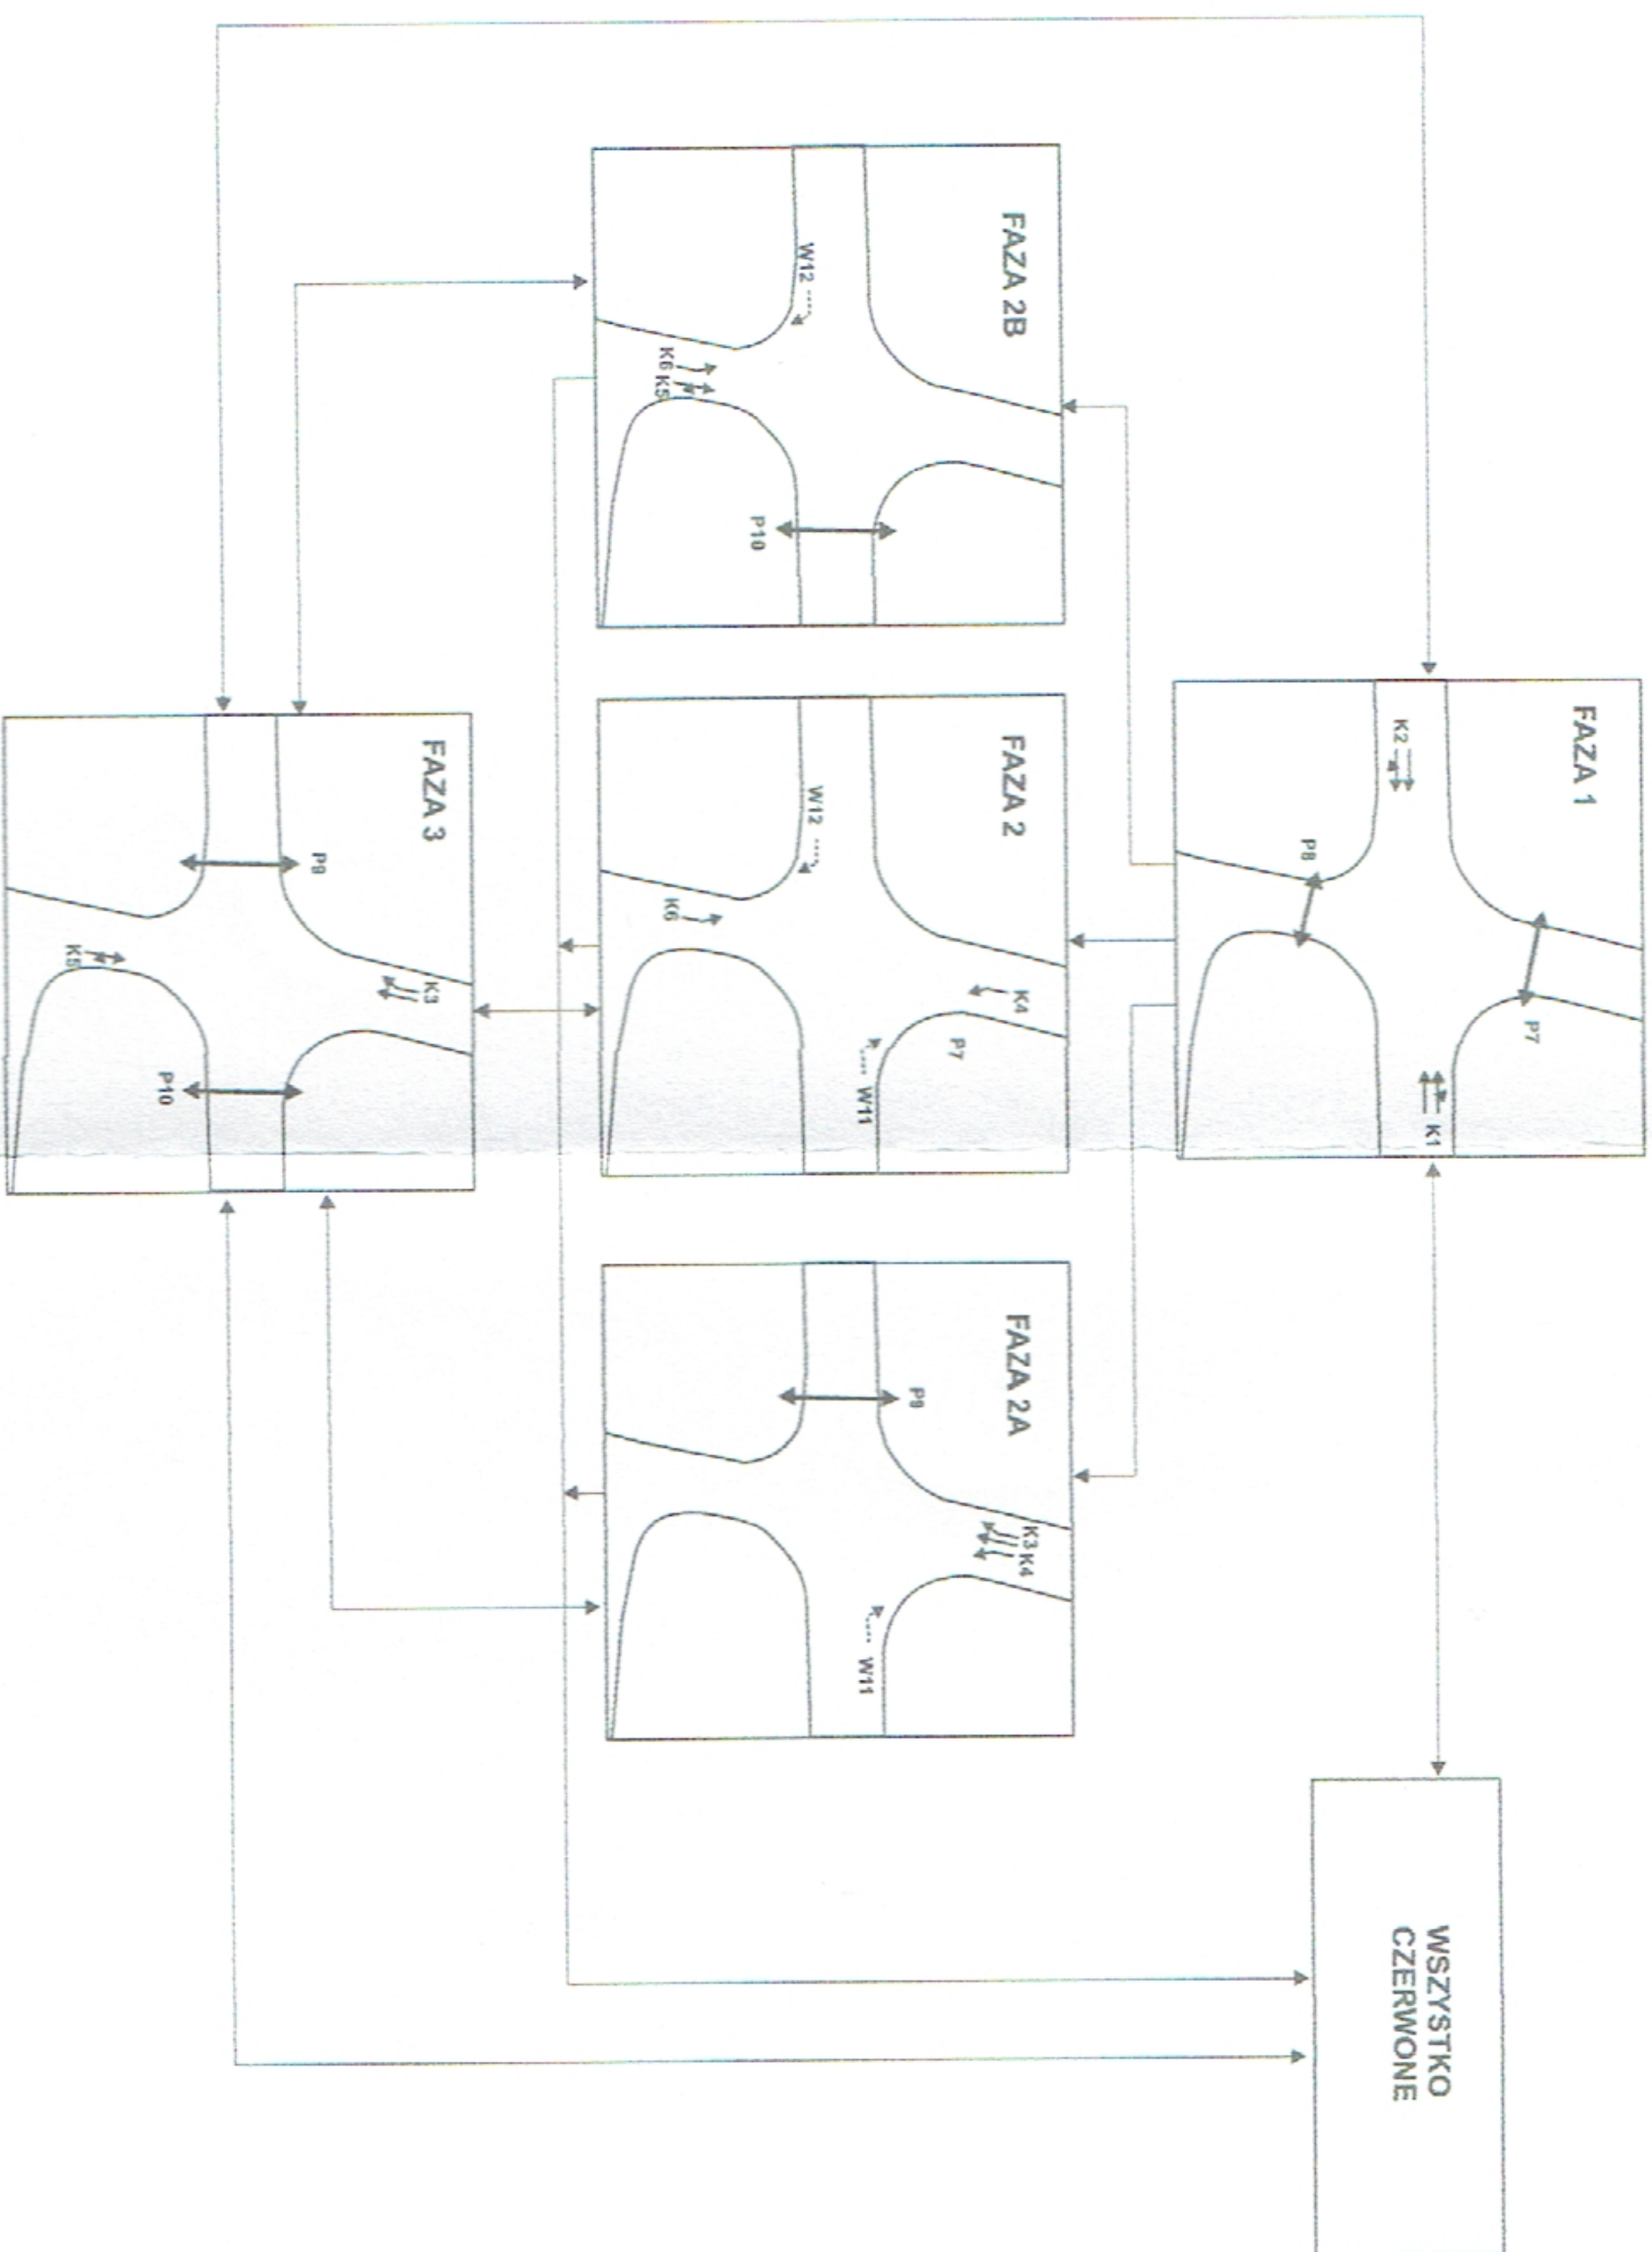 FAZA 1
P7
K1
K2
P8
WSZYSTKO
CZERWONE
FAZA 2B
W12
K6 K5
P10
FAZA 2
K4
P7
W11
W12
K6
FAZA 2A
K3 K4
P9
W11
FAZA 3
K3
P9
P10
K5